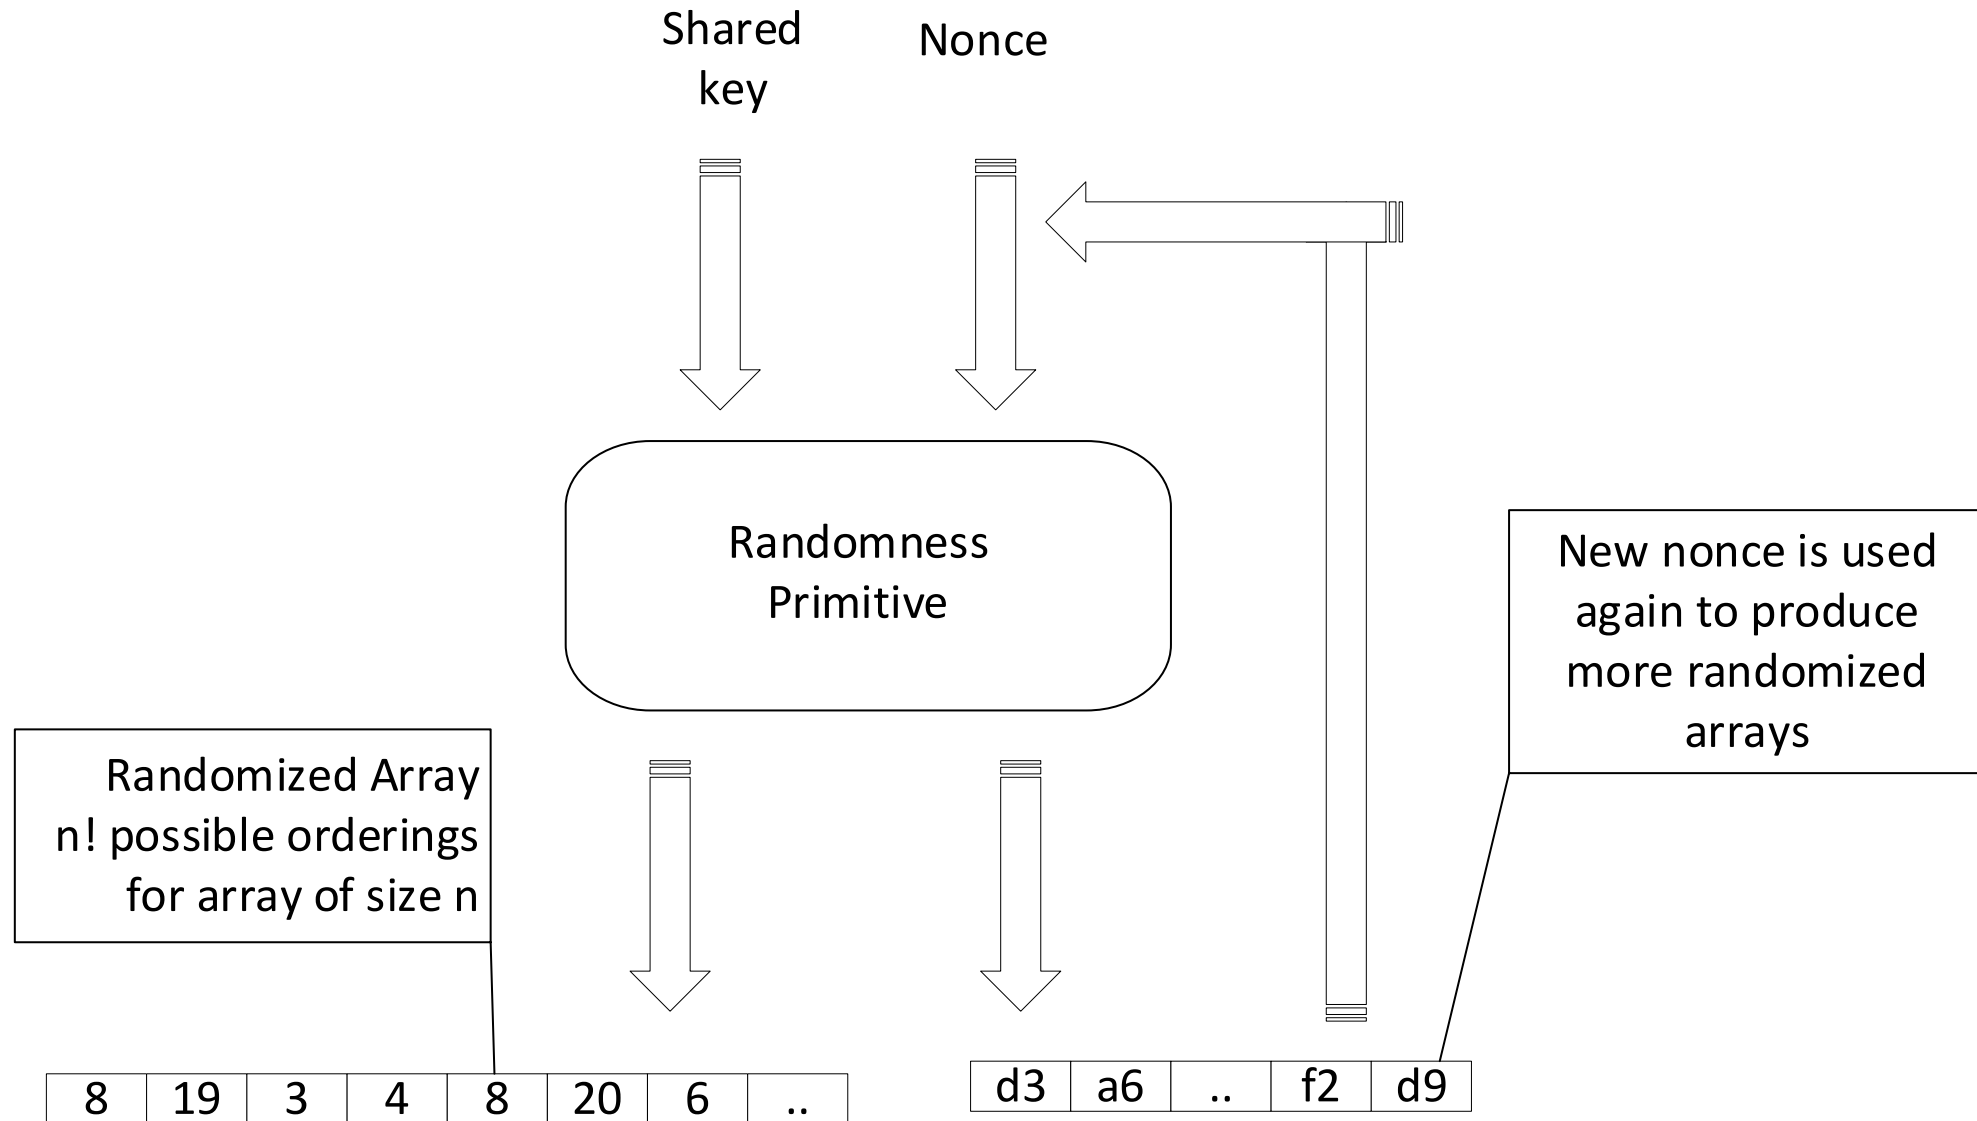 Shared
key
Nonce
Randomness
Primitive
New nonce is used
again to produce
more randomized
arrays
Randomized Array
n! possible orderings
for array of size n
8 19 3 4 8 20 6 ..
d3 a6 .. f2 d9